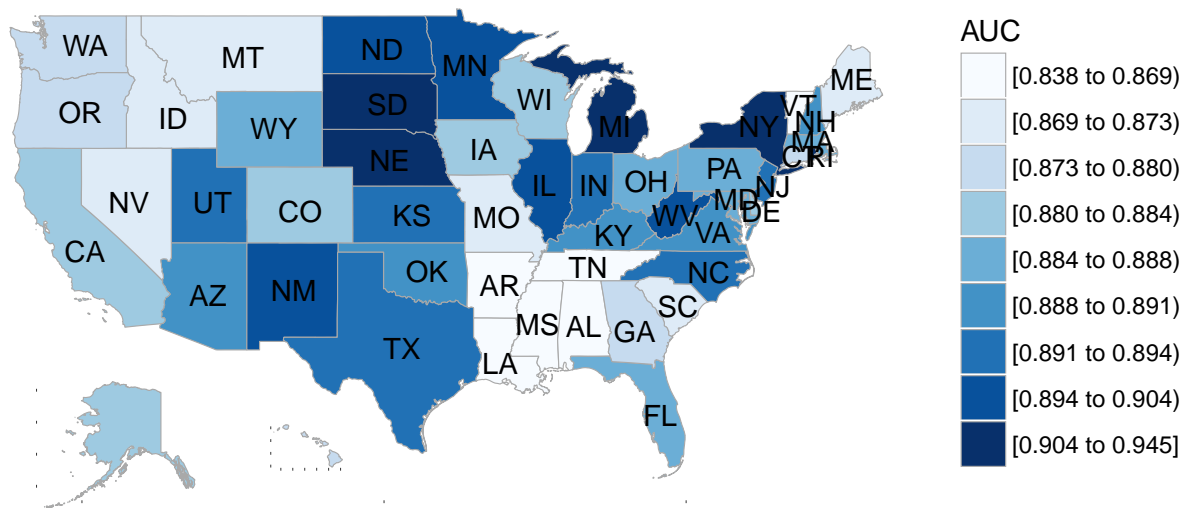 WA
MT
ND
MN
ME
OR
ID
SD
WI
VT
NH
WY
MI
NY
MA
NE
IA
CT
RI
NV
UT
CO
IL
IN
OH
PA
NJ
KS
MO
WV
MD
DE
CA
KY
VA
AZ
NM
OK
TN
NC
AR
SC
TX
MS
AL
GA
LA
FL
AUC
[0.838 to 0.869)
[0.869 to 0.873)
[0.873 to 0.880)
[0.880 to 0.884)
[0.884 to 0.888)
[0.888 to 0.891)
[0.891 to 0.894)
[0.894 to 0.904)
[0.904 to 0.945]